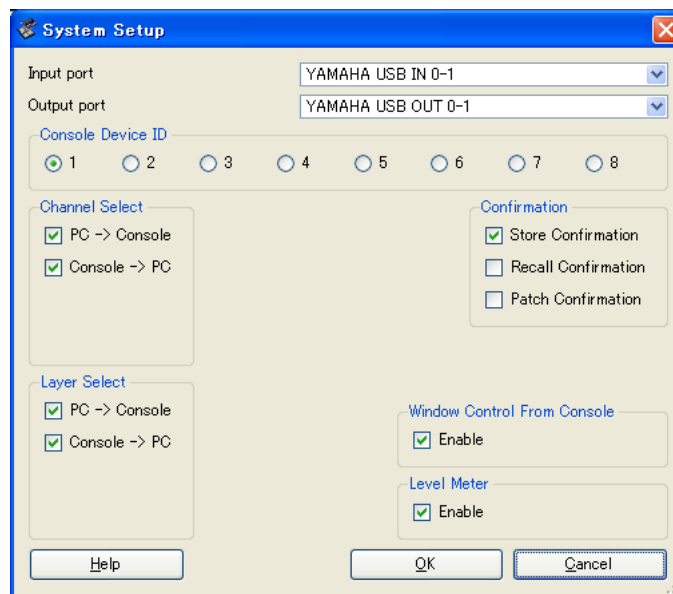 System Setup
Input port YAMAHA USB IN 0-1
Output port YAMAHA USB OUT 0-1
Console Device ID
1 2 3 4 5 6 7 8
Channel Select
PC -> Console
Console -> PC
Confirmation
Store Confirmation
Recall Confirmation
Patch Confirmation
Layer Select
PC -> Console
Console -> PC
Window Control From Console
Enable
Level Meter
Enable
Help OK Cancel